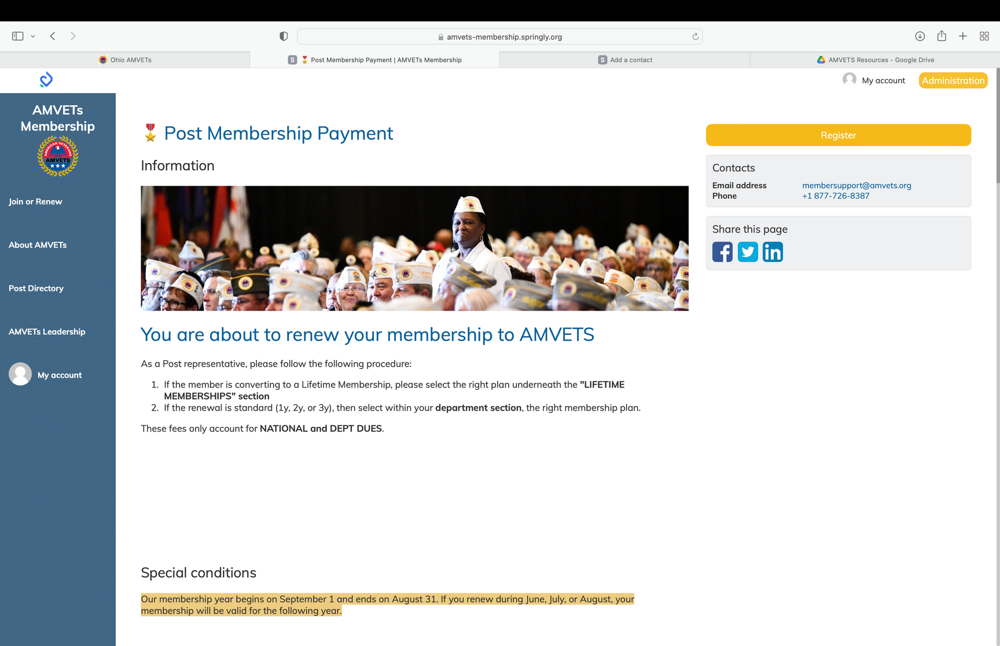 amvets-membership.springly.org
Ohio AMVETs
S Post Membership Payment | AMVETs Membership
S Add a contact
AMVETS Resources - Google Drive
My account
Administration
AMVETs
Membership
AMERICAN VETERANS
AMVETS
Join or Renew
About AMVETs
Post Directory
AMVETs Leadership
My account
Post Membership Payment
Information
You are about to renew your membership to AMVETS
As a Post representative, please follow the following procedure:
1. If the member is converting to a Lifetime Membership, please select the right plan underneath the "LIFETIME
MEMBERSHIPS" section
2. If the renewal is standard (1y, 2y, or 3y), then select within your department section, the right membership plan.
These fees only account for NATIONAL and DEPT DUES.
Special conditions
Our membership year begins on September 1 and ends on August 31. If you renew during June, July, or August, your
membership will be valid for the following year.
Register
Contacts
Email address membersupport@amvets.org
Phone +1 877-726-8387
Share this page